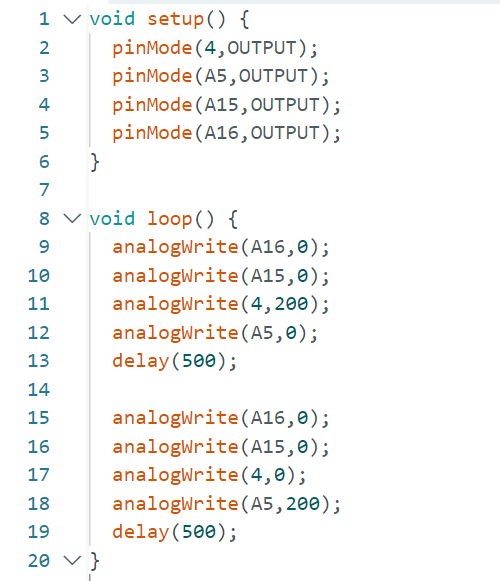 1 void setup() {
2 pinMode(4,OUTPUT);
3 pinMode(A5,OUTPUT);
4 pinMode(A15,OUTPUT);
5 pinMode(A16,OUTPUT);
6 }
7
8 void loop() {
9 analogWrite(A16,0);
10 analogWrite(A15,0);
11 analogWrite(4,200);
12 analogWrite(A5,0);
13 delay(500);
14
15 analogWrite(A16,0);
16 analogWrite(A15,0);
17 analogWrite(4,0);
18 analogWrite(A5,200);
19 delay(500);
20 }